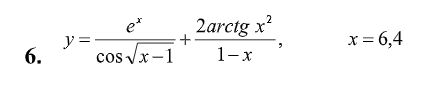 6. y = e^x / cos√(x−1) + 2arctg x² / 1−x, x = 6,4